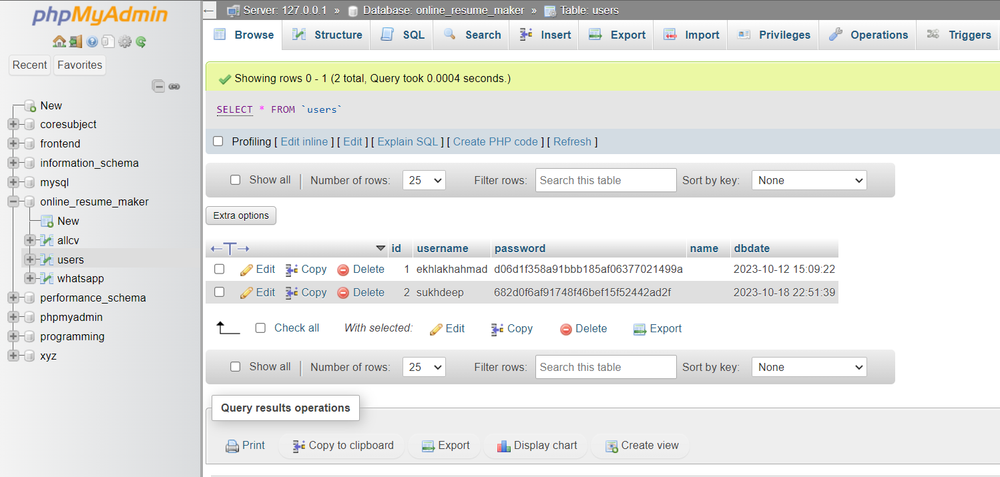 phpMyAdmin
Recent Favorites
New
coresubject
frontend
information_schema
mysql
online_resume_maker
New
allcv
users
whatsapp
performance_schema
phpmyadmin
programming
xyz
Server: 127.0.0.1 » Database: online_resume_maker » Table: users
Browse Structure SQL Search Insert Export Import Privileges Operations Triggers
Showing rows 0 - 1 (2 total, Query took 0.0004 seconds.)
SELECT * FROM `users`
Profiling [ Edit inline ] [ Edit ] [ Explain SQL ] [ Create PHP code ] [ Refresh ]
Show all Number of rows: 25 Filter rows: Search this table Sort by key: None
Extra options
id username password name dbdate
Edit Copy Delete 1 ekhlakhahmad d06d1f358a91bbb185af06377021499a 2023-10-12 15:09:22
Edit Copy Delete 2 sukhdeep 682d0f6af91748f46bef15f52442ad2f 2023-10-18 22:51:39
Check all With selected: Edit Copy Delete Export
Show all Number of rows: 25 Filter rows: Search this table Sort by key: None
Query results operations
Print Copy to clipboard Export Display chart Create view